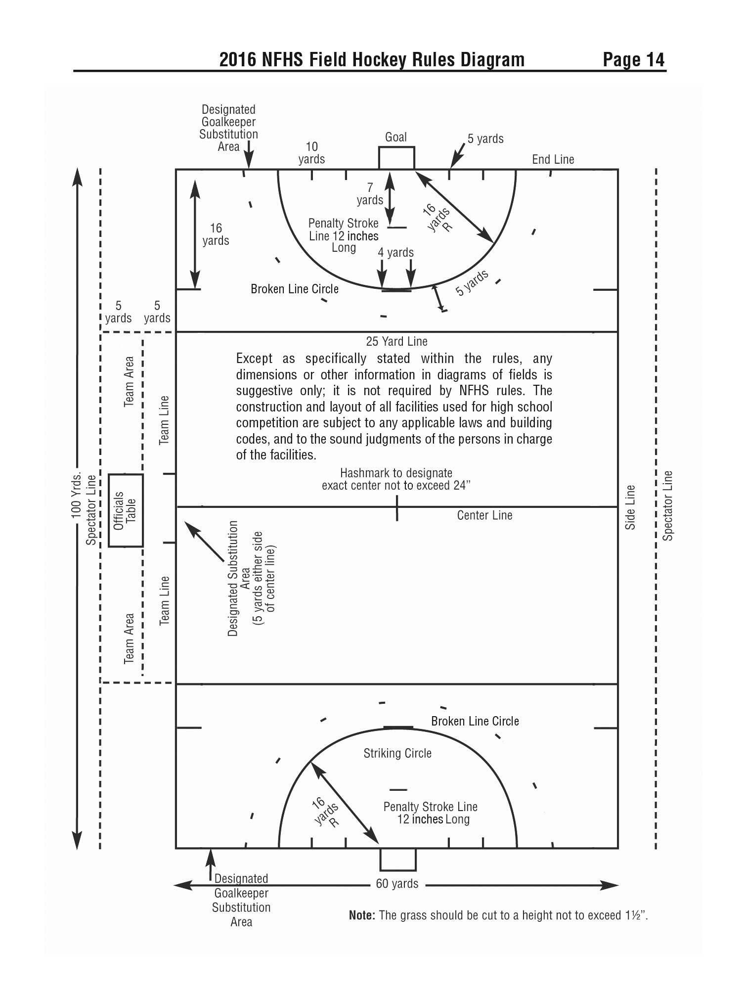 2016 NFHS Field Hockey Rules Diagram Page 14
Designated
Goalkeeper
Substitution
Area
10
yards
Goal
5 yards
End Line
7
yards
16
yards
R
16
yards
Penalty Stroke
Line 12 inches
Long
4 yards
5 yards
Broken Line Circle
5
yards
5
yards
25 Yard Line
Except as specifically stated within the rules, any
dimensions or other information in diagrams of fields is
suggestive only; it is not required by NFHS rules. The
construction and layout of all facilities used for high school
competition are subject to any applicable laws and building
codes, and to the sound judgments of the persons in charge
of the facilities.
Team Area
Team Line
Hashmark to designate
exact center not to exceed 24”
100 Yrds.
Spectator Line
Officials
Table
Center Line
Side Line
Spectator Line
Designated Substitution
Area
(5 yards either side
of center line)
Team Line
Team Area
Broken Line Circle
Striking Circle
16
yards
R
Penalty Stroke Line
12 inches Long
Designated
Goalkeeper
Substitution
Area
60 yards
Note: The grass should be cut to a height not to exceed 1½”.